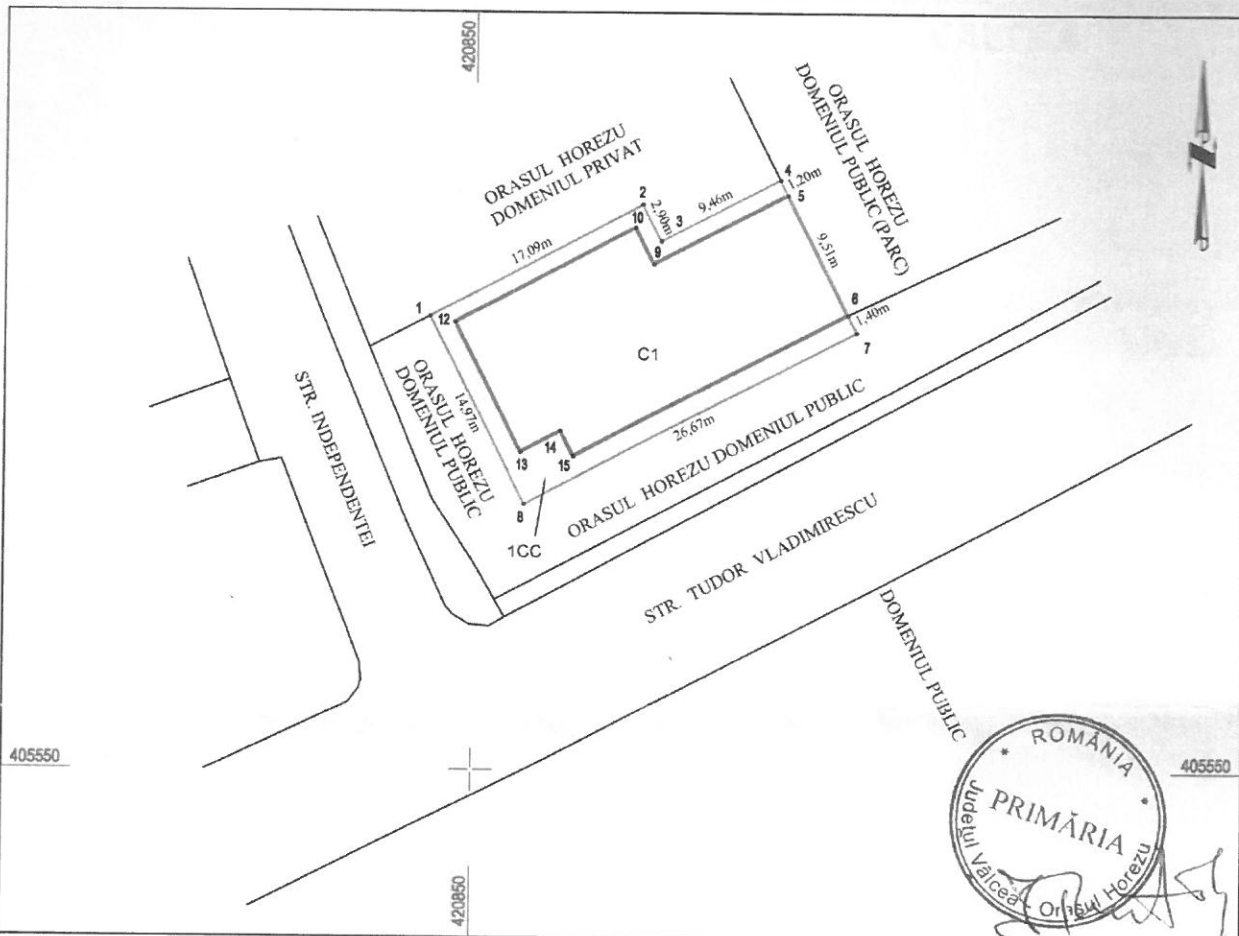 420850
ORASUL HOREZU
DOMENIUL PRIVAT
ORASUL HOREZU
DOMENIUL PUBLIC (PARC)
4
1,20m
5
2
10
2,90m
3
9,46m
9
17,09m
9,51m
1
12
6
1,40m
7
C1
ORASUL HOREZU
DOMENIUL PUBLIC
14,97m
STR. INDEPENDENTEI
14
13
15
26,67m
8
1CC
ORASUL HOREZU DOMENIUL PUBLIC
STR. TUDOR VLADIMIRESCU
DOMENIUL PUBLIC
405550
405550
420850
ROMÂNIA
PRIMĂRIA
Județul Vâlcea - Orașul Horezu